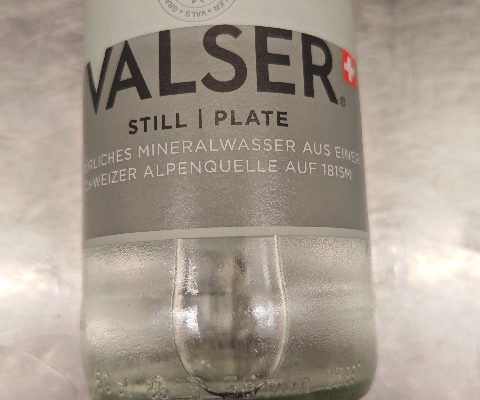 VALSER
STILL | PLATE
MINERALWASSER AUS EINER
ALPENQUELLE AUF 1815M